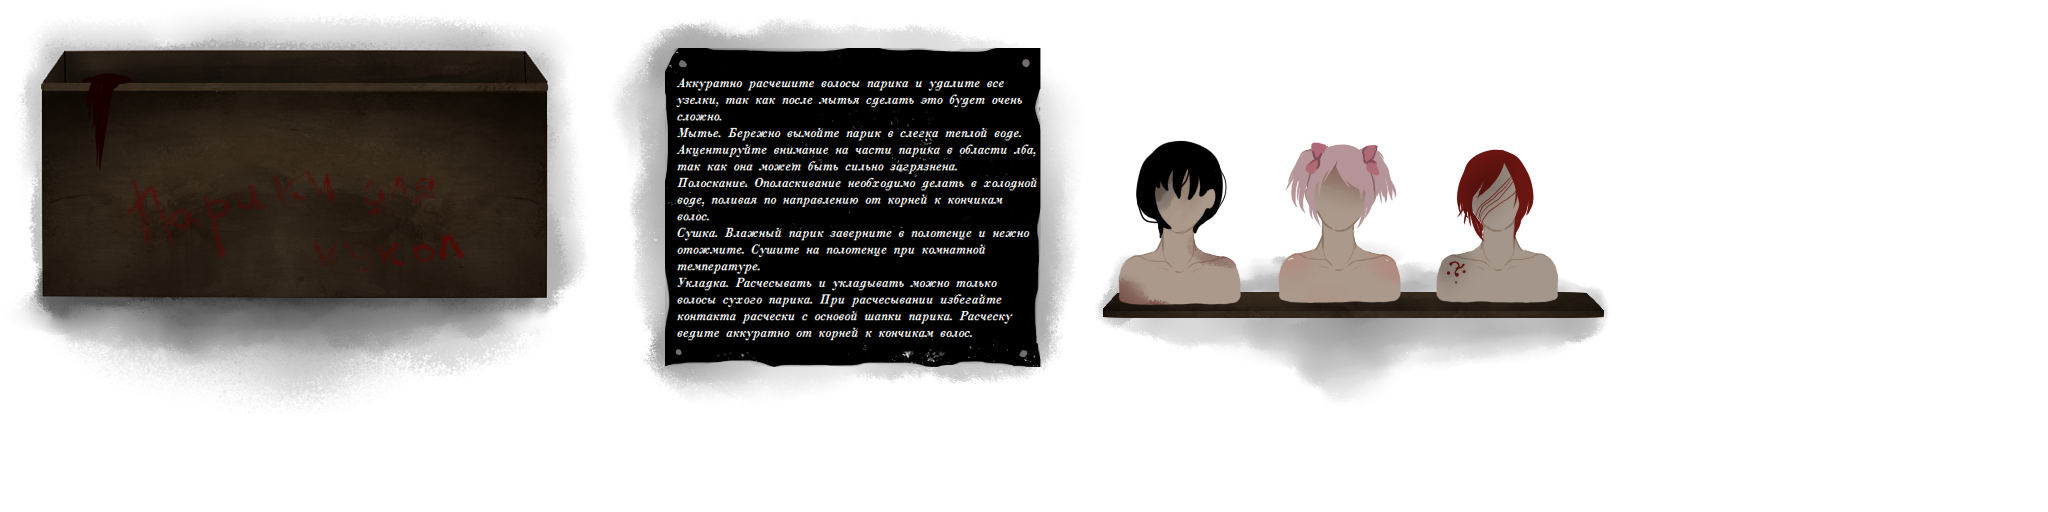 Парики для
кукол
Аккуратно расчешите волосы парика и удалите все
узелки, так как после мытья сделать это будет очень
сложно.
Мытье. Бережно вымойте парик в слегка теплой воде.
Акцентируйте внимание на части парика в области лба,
так как она может быть сильно загрязнена.
Полоскание. Ополаскивание необходимо делать в холодной
воде, поливая по направлению от корней к кончикам
волос.
Сушка. Влажный парик заверните в полотенце и нежно
отожмите. Сушите на полотенце при комнатной
температуре.
Укладка. Расчесывать и укладывать можно только
волосы сухого парика. При расчесывании избегайте
контакта расчески с основой шапки парика. Расческу
ведите аккуратно от корней к кончикам волос.